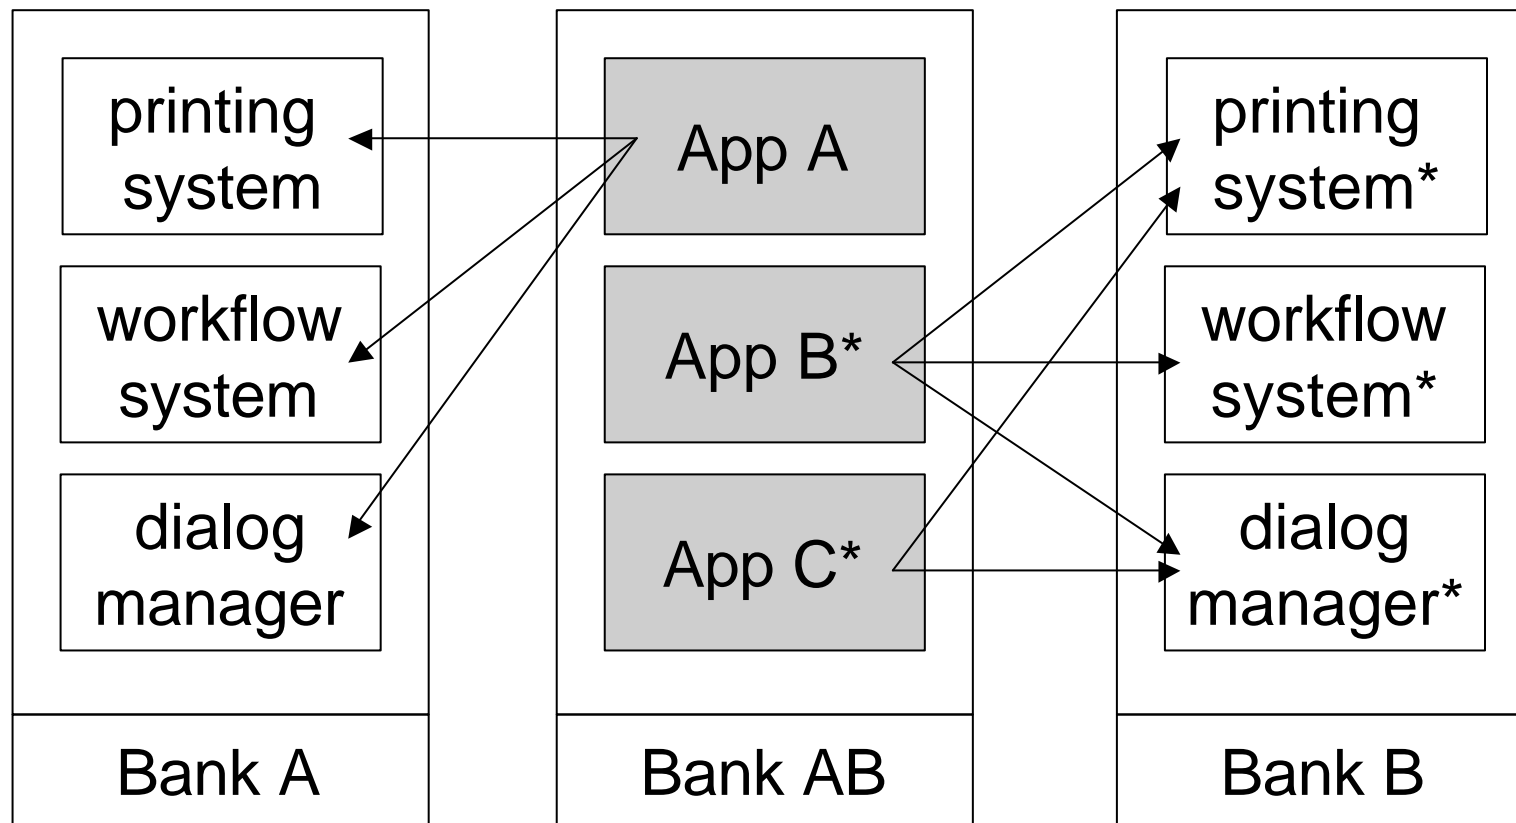 printing
system
workflow
system
dialog
manager
Bank A
App A
App B*
App C*
Bank AB
printing
system*
workflow
system*
dialog
manager*
Bank B